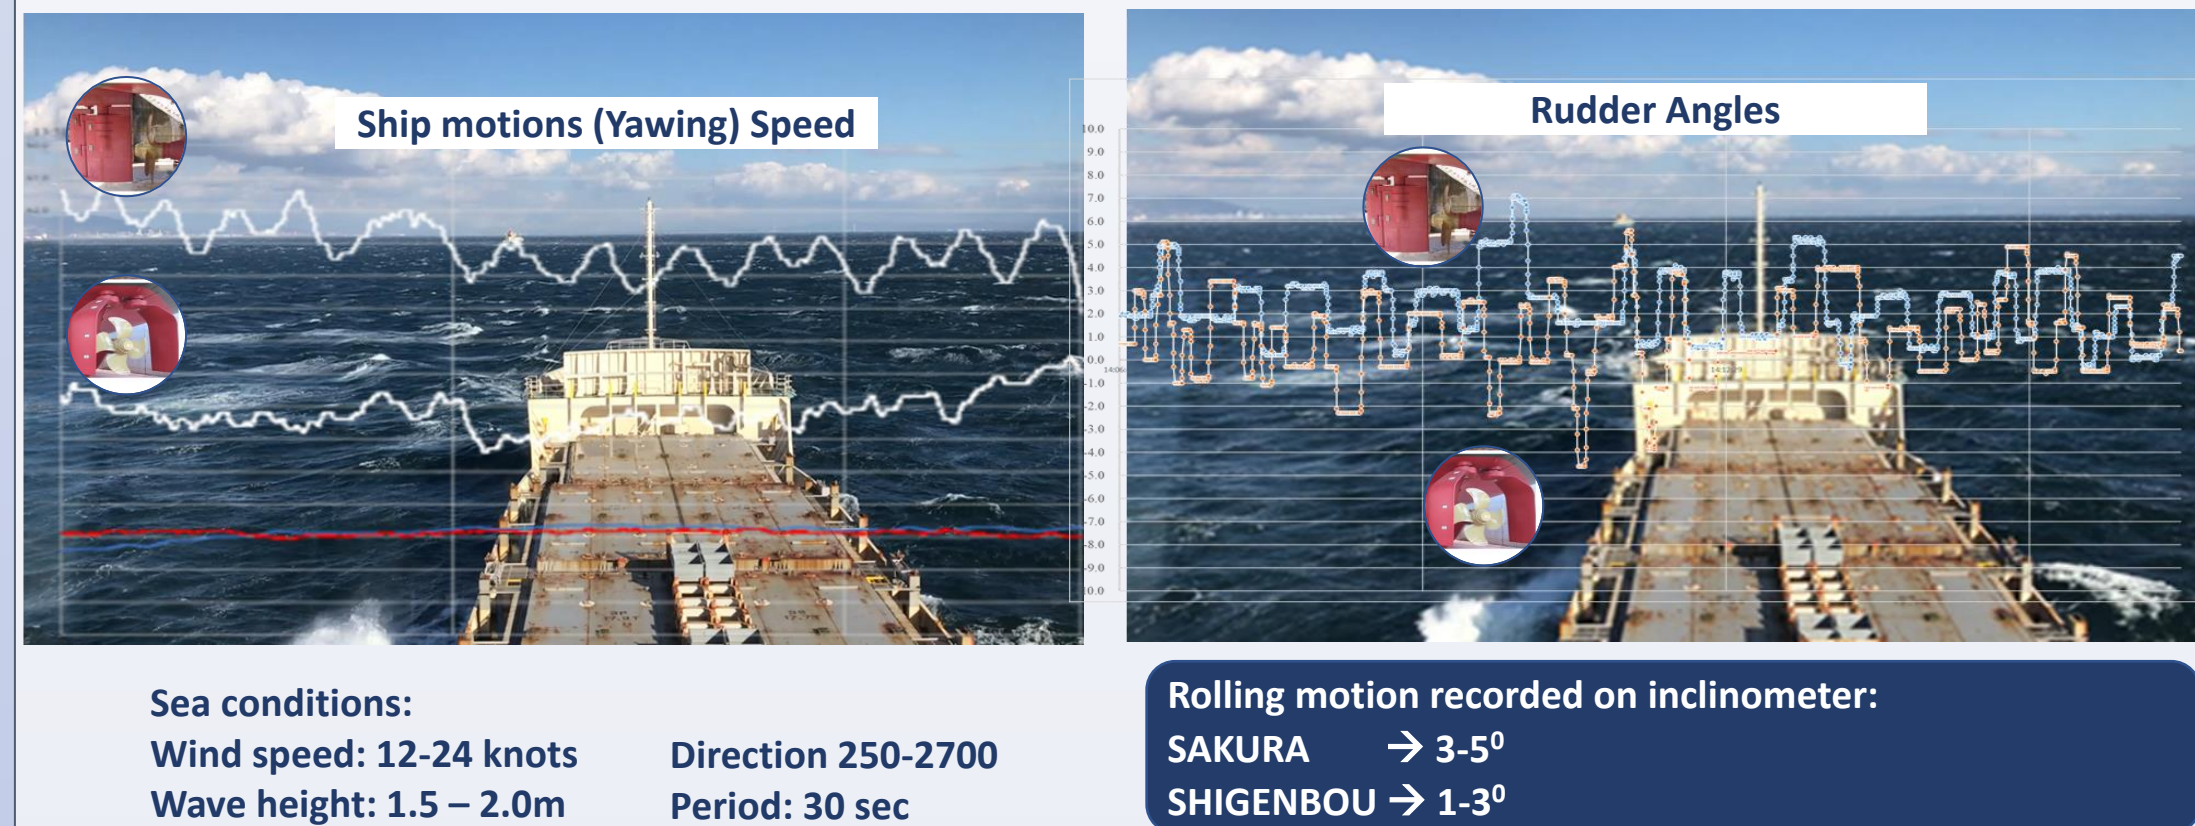 Ship motions (Yawing) Speed
Rudder Angles
10.0
9.0
8.0
7.0
6.0
5.0
4.0
3.0
2.0
1.0
0.0
14:12:29
-1.0
-2.0
-3.0
-4.0
-5.0
-6.0
-7.0
-8.0
-9.0
Sea conditions:
Wind speed: 12-24 knots
Direction 250-2700
Wave height: 1.5 – 2.0m
Period: 30 sec
Rolling motion recorded on inclinometer:
SAKURA → 3-5⁰
SHIGENBOU → 1-3⁰